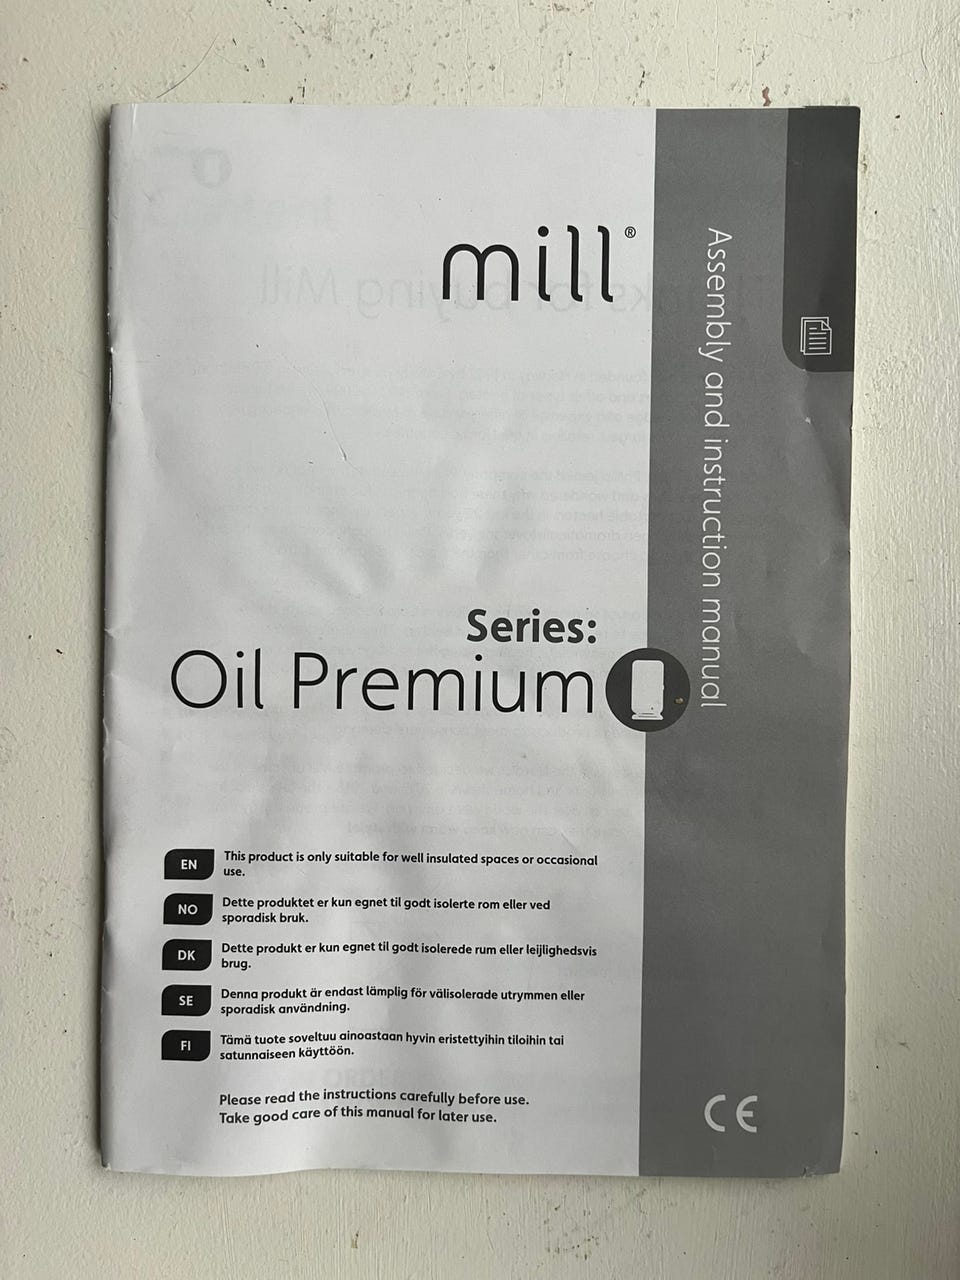 mill®
Assembly and instruction manual
Series:
Oil Premium
EN
This product is only suitable for well insulated spaces or occasional
use.
NO
Dette produktet er kun egnet til godt isolerte rom eller ved
sporadisk bruk.
DK
Dette produkt er kun egnet til godt isolerede rum eller leijlighedsvis
brug.
SE
Denna produkt är endast lämplig för välisolerade utrymmen eller
sporadisk användning.
FI
Tämä tuote soveltuu ainoastaan hyvin eristettyihin tiloihin tai
satunnaiseen käyttöön.
Please read the instructions carefully before use.
Take good care of this manual for later use.
CE